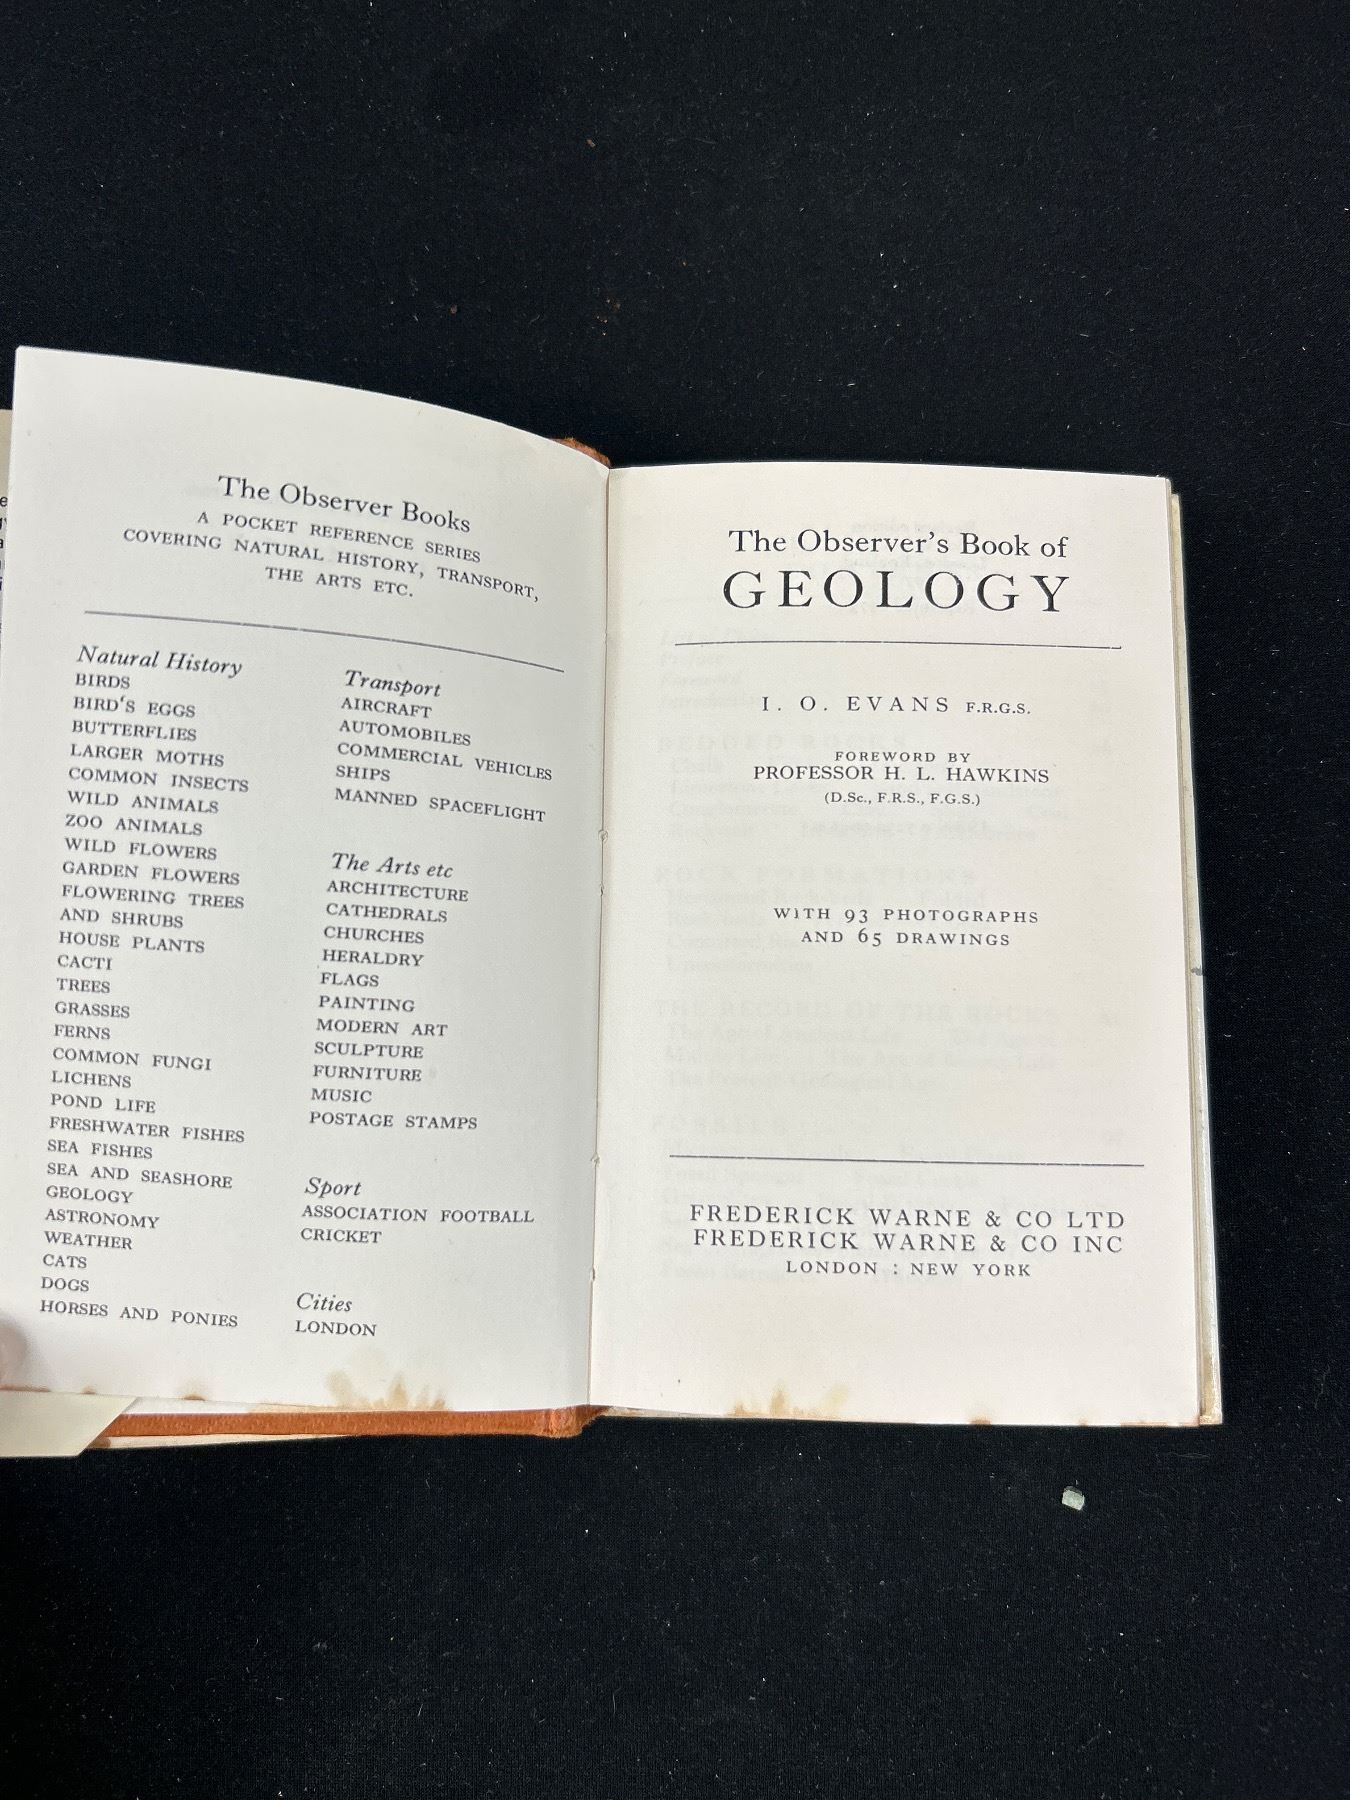 The Observer Books
A POCKET REFERENCE SERIES
COVERING NATURAL HISTORY, TRANSPORT,
THE ARTS ETC.
Natural History
BIRDS
BIRD'S EGGS
BUTTERFLIES
LARGER MOTHS
COMMON INSECTS
WILD ANIMALS
ZOO ANIMALS
WILD FLOWERS
GARDEN FLOWERS
FLOWERING TREES
AND SHRUBS
HOUSE PLANTS
CACTI
TREES
GRASSES
FERNS
COMMON FUNGI
LICHENS
POND LIFE
FRESHWATER FISHES
SEA FISHES
SEA AND SEASHORE
GEOLOGY
ASTRONOMY
WEATHER
CATS
DOGS
HORSES AND PONIES
Transport
AIRCRAFT
AUTOMOBILES
COMMERCIAL VEHICLES
SHIPS
MANNED SPACEFLIGHT
The Arts etc
ARCHITECTURE
CATHEDRALS
CHURCHES
HERALDRY
FLAGS
PAINTING
MODERN ART
SCULPTURE
FURNITURE
MUSIC
POSTAGE STAMPS
Sport
ASSOCIATION FOOTBALL
CRICKET
Cities
LONDON
The Observer's Book of
GEOLOGY
I. O. EVANS F.R.G.S.
FOREWORD BY
PROFESSOR H. L. HAWKINS
(D.Sc., F.R.S., F.G.S.)
WITH 93 PHOTOGRAPHS
AND 65 DRAWINGS
FREDERICK WARNE & CO LTD
FREDERICK WARNE & CO INC
LONDON : NEW YORK